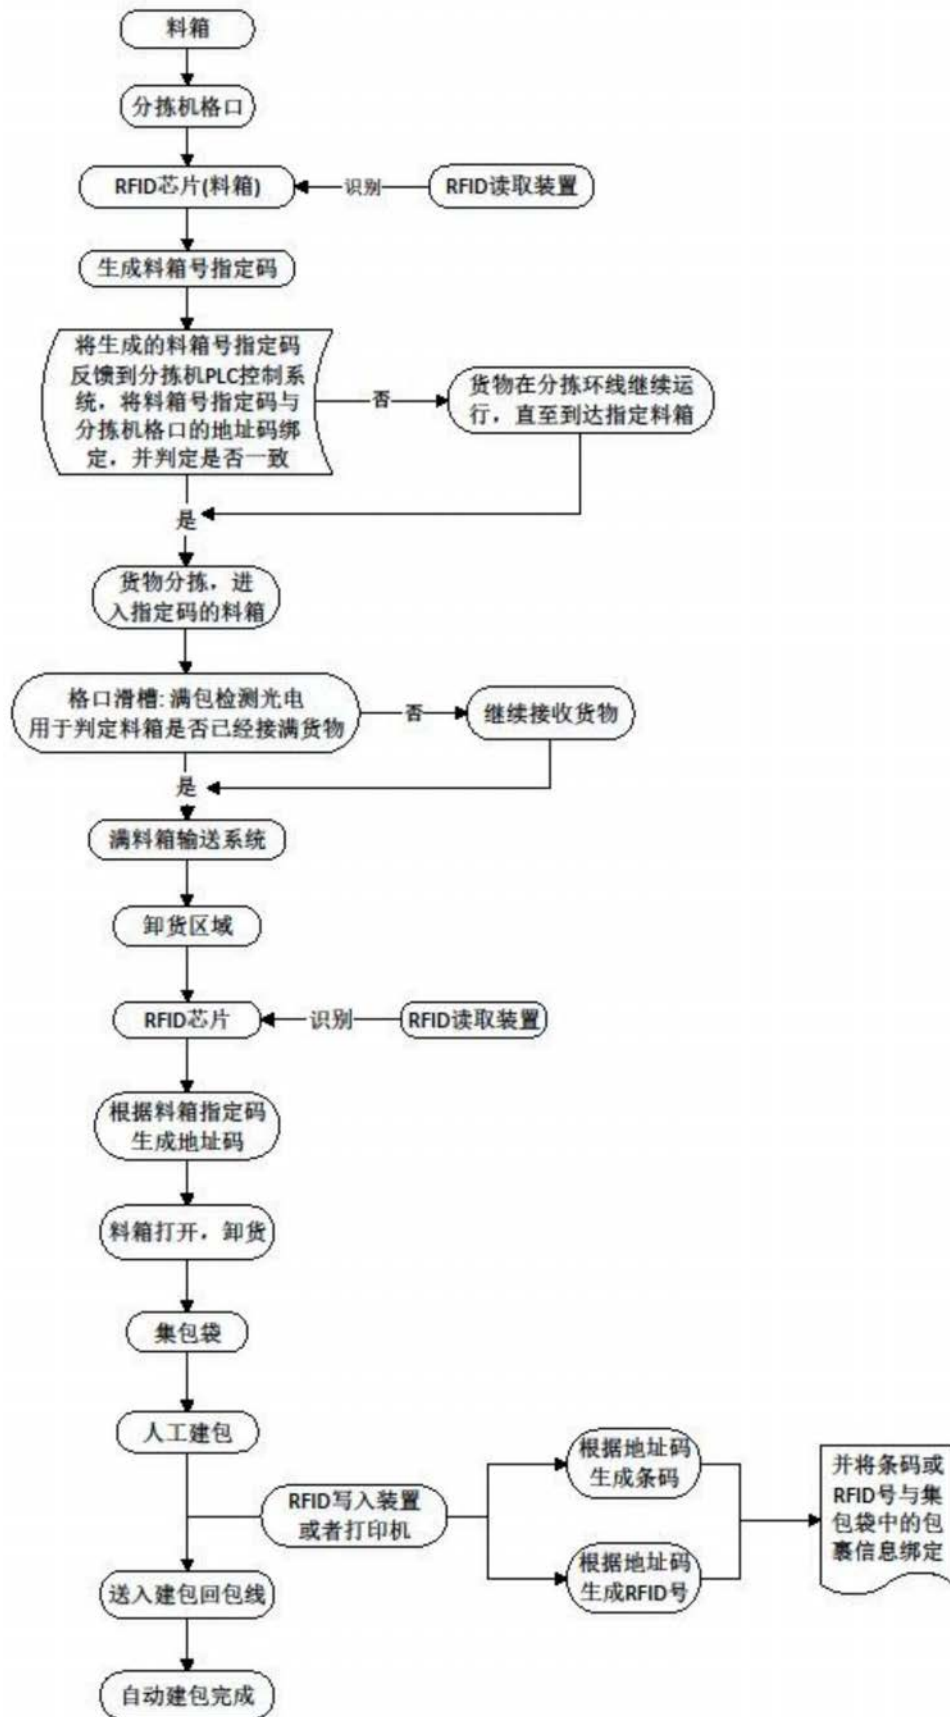 料箱
分拣机格口
RFID芯片(料箱)
识别
RFID读取装置
生成料箱号指定码
将生成的料箱号指定码
反馈到分拣机PLC控制系
统，将料箱号指定码与
分拣机格口的地址码绑
定，并判定是否一致
否
货物在分拣环线继续运
行，直至到达指定料箱
是
货物分拣，进
入指定码的料箱
格口滑槽:满包检测光电
用于判定料箱是否已经接满货物
否
继续接收货物
是
满料箱输送系统
卸货区域
RFID芯片
识别
RFID读取装置
根据料箱指定码
生成地址码
料箱打开，卸货
集包袋
人工建包
RFID写入装置
或者打印机
根据地址码
生成条码
根据地址码
生成RFID号
并将条码或
RFID号与集
包袋中的包
裹信息绑定
送入建包回包线
自动建包完成